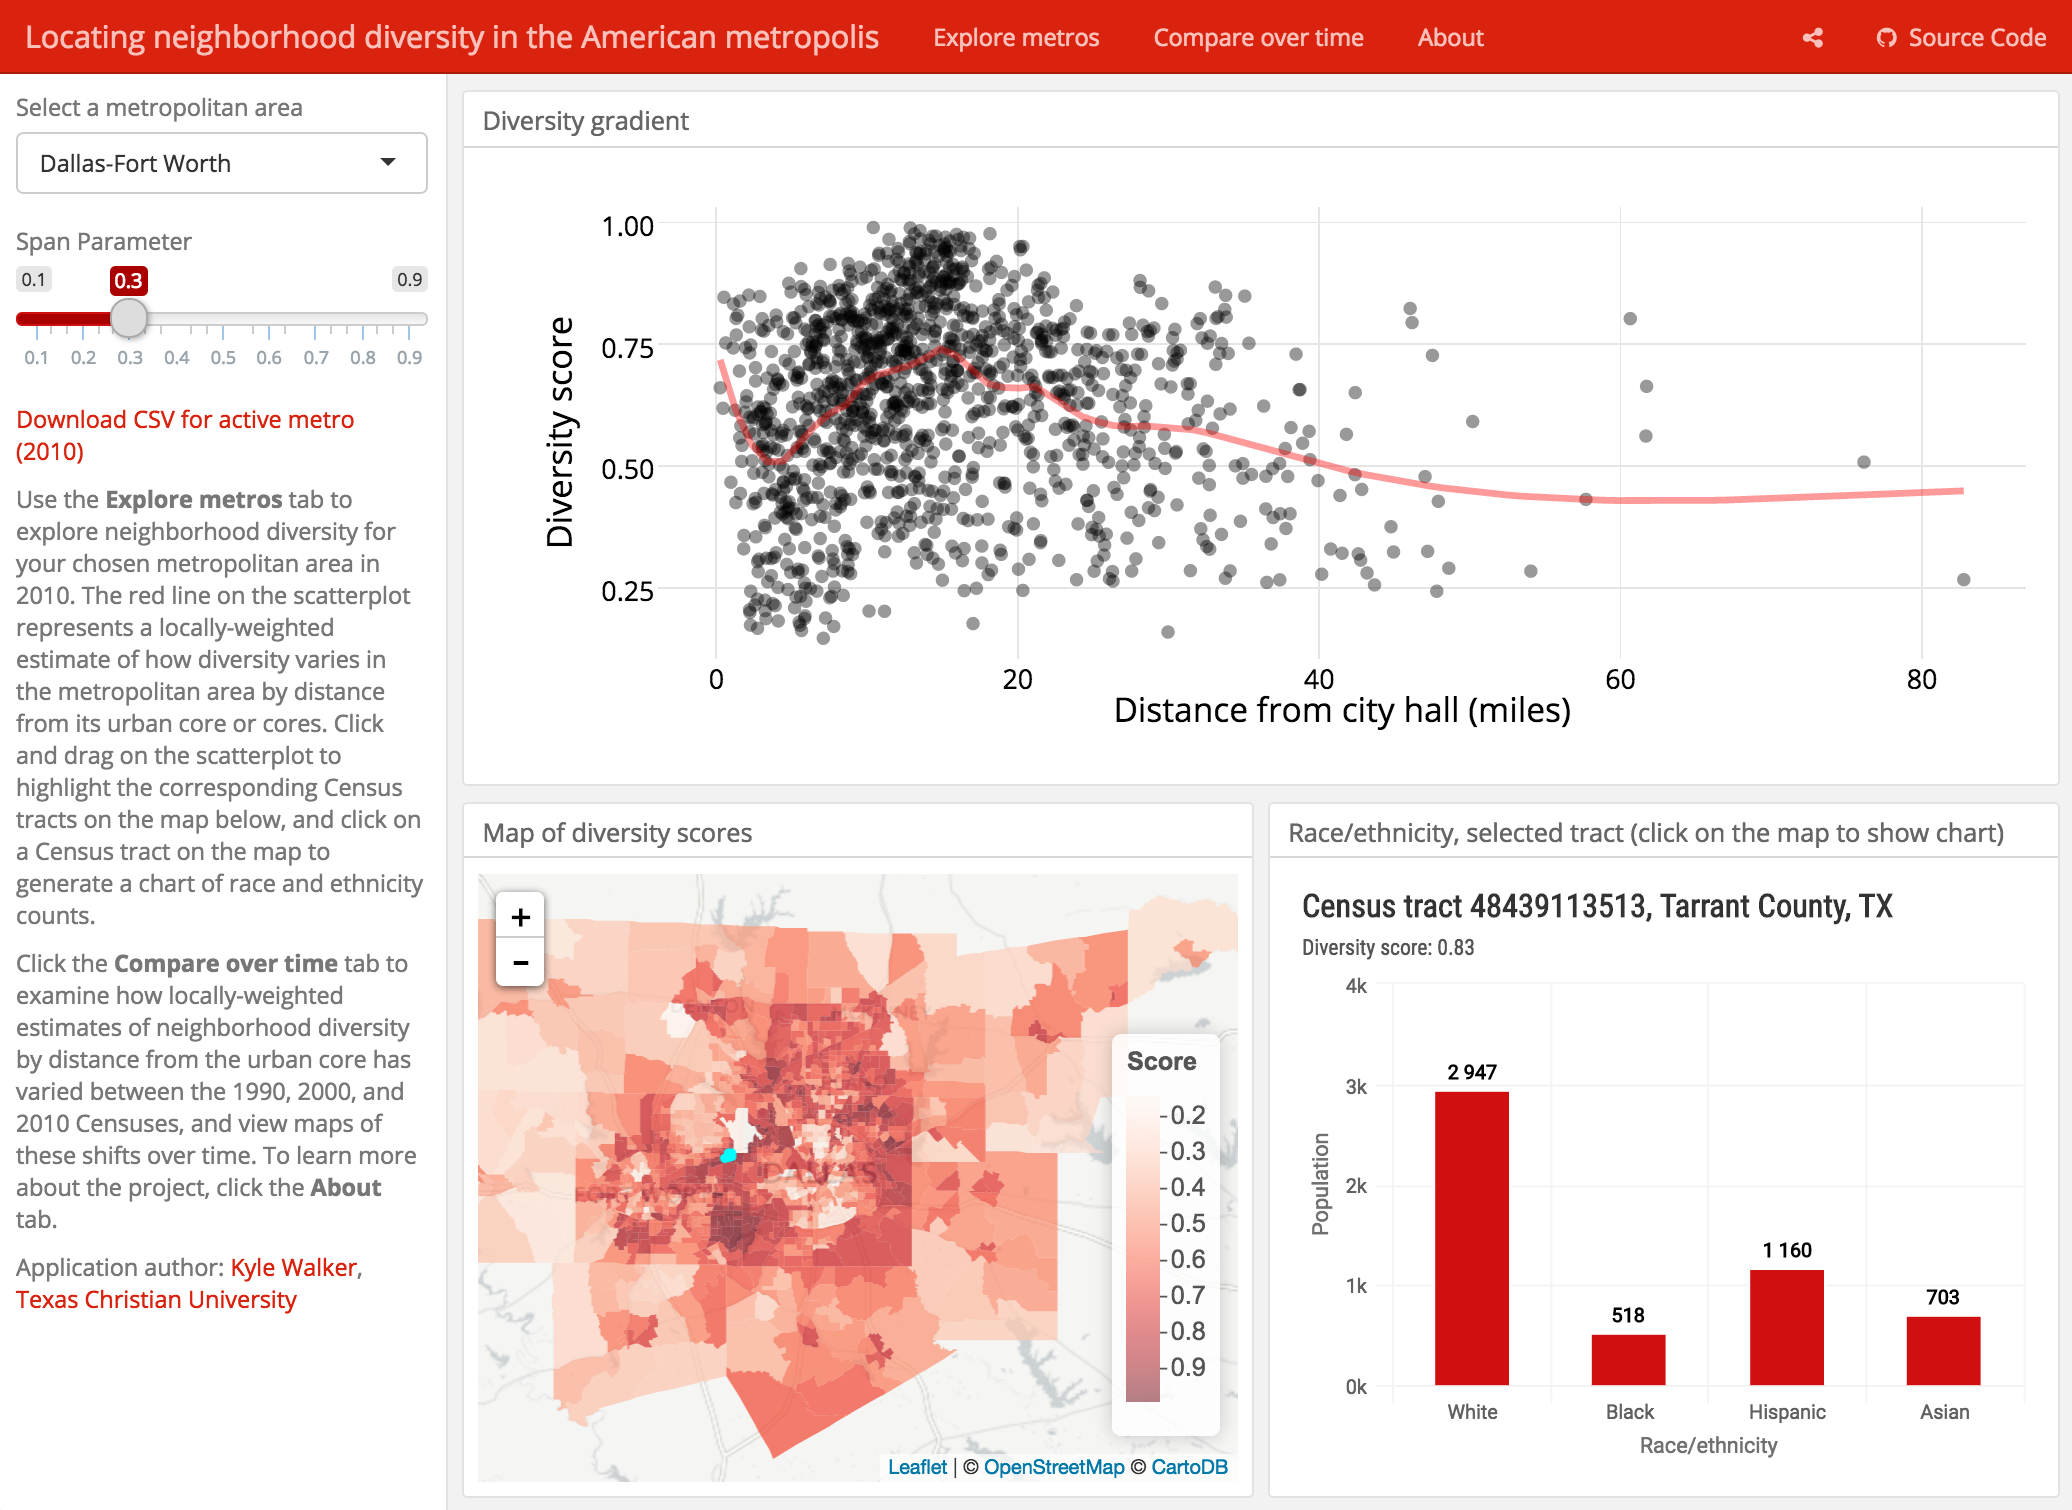 Locating neighborhood diversity in the American metropolis
Explore metros
Compare over time
About
Source Code
Select a metropolitan area
Dallas-Fort Worth
Span Parameter
0.1
0.3
0.9
0.1 0.2 0.3 0.4 0.5 0.6 0.7 0.8 0.9
Download CSV for active metro
(2010)
Use the Explore metros tab to
explore neighborhood diversity for
your chosen metropolitan area in
2010. The red line on the scatterplot
represents a locally-weighted
estimate of how diversity varies in
the metropolitan area by distance
from its urban core or cores. Click
and drag on the scatterplot to
highlight the corresponding Census
tracts on the map below, and click on
a Census tract on the map to
generate a chart of race and ethnicity
counts.
Click the Compare over time tab to
examine how locally-weighted
estimates of neighborhood diversity
by distance from the urban core has
varied between the 1990, 2000, and
2010 Censuses, and view maps of
these shifts over time. To learn more
about the project, click the About
tab.
Application author: Kyle Walker,
Texas Christian University
Diversity gradient
Diversity score
1.00
0.75
0.50
0.25
0 20 40 60 80
Distance from city hall (miles)
Map of diversity scores
+
−
DALLAS
Score
0.2
0.3
0.4
0.5
0.6
0.7
0.8
0.9
Leaflet | © OpenStreetMap © CartoDB
Race/ethnicity, selected tract (click on the map to show chart)
Census tract 48439113513, Tarrant County, TX
Diversity score: 0.83
Population
4k
3k
2k
1k
0k
2 947
518
1 160
703
White Black Hispanic Asian
Race/ethnicity